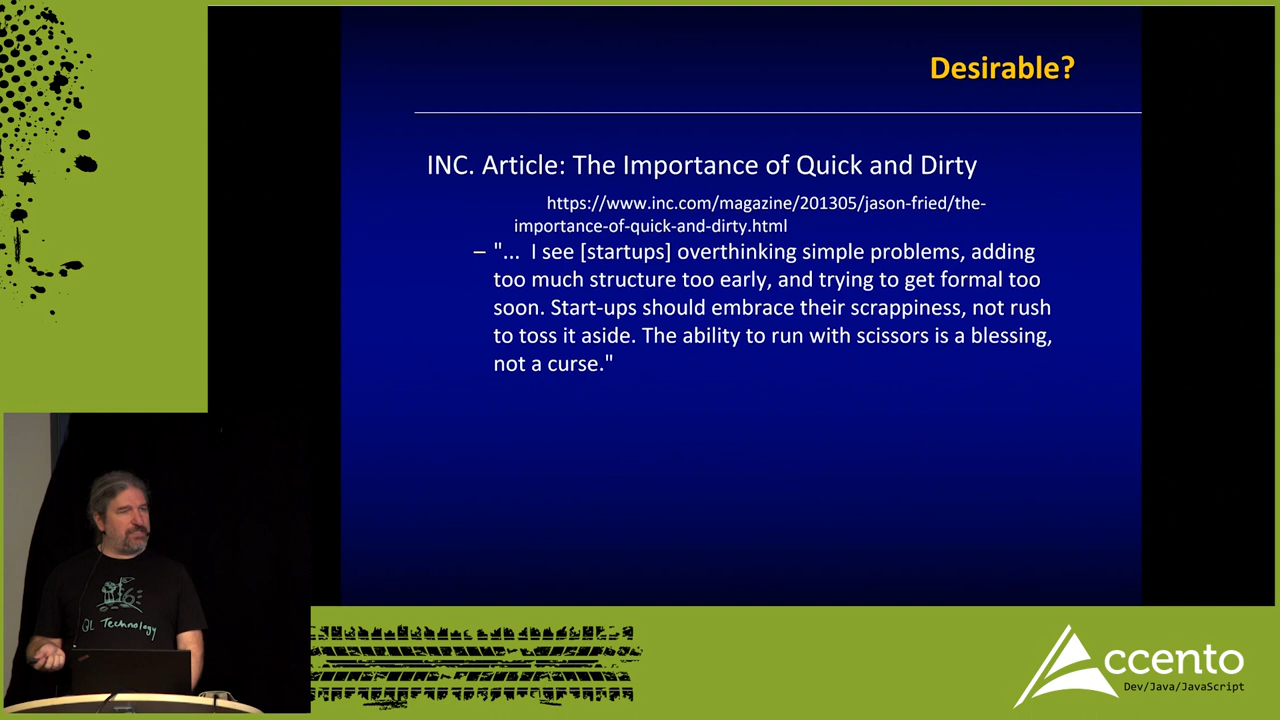 Desirable?
INC. Article: The Importance of Quick and Dirty
https://www.inc.com/magazine/201305/jason-fried/the-
importance-of-quick-and-dirty.html
– "... I see [startups] overthinking simple problems, adding
too much structure too early, and trying to get formal too
soon. Start-ups should embrace their scrappiness, not rush
to toss it aside. The ability to run with scissors is a blessing,
not a curse."
QL Technology
Accento
Dev/Java/JavaScript